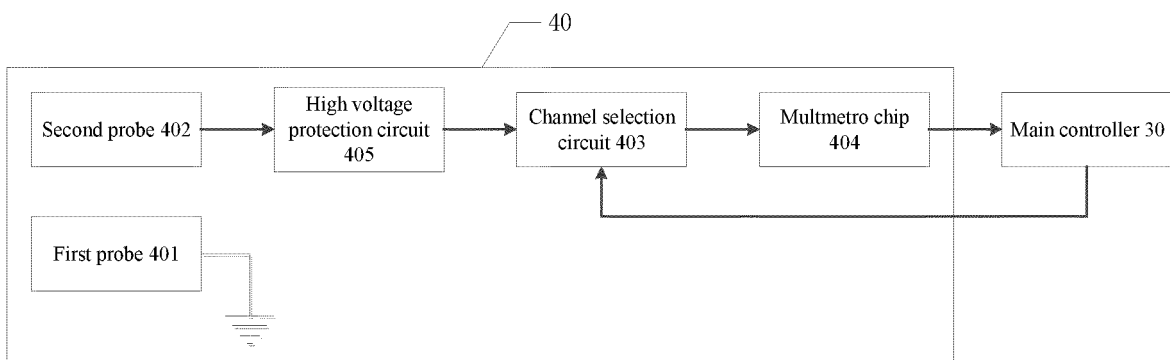 40
Second probe 402
High voltage
protection circuit
405
Channel selection
circuit 403
Multmetro chip
404
Main controller 30
First probe 401